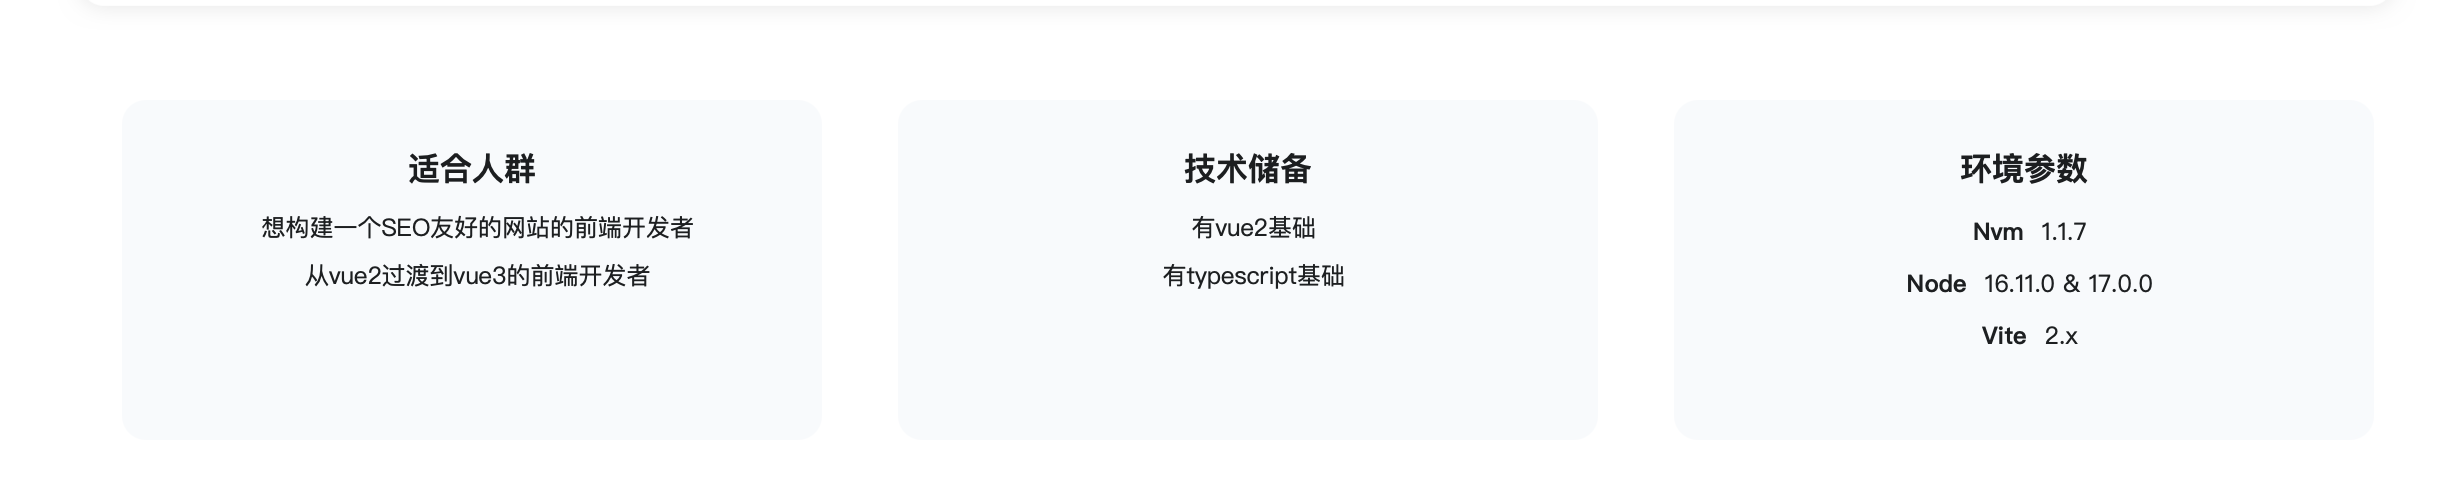 适合人群
想构建一个SEO友好的网站的前端开发者
从vue2过渡到vue3的前端开发者
技术储备
有vue2基础
有typescript基础
环境参数
Nvm 1.1.7
Node 16.11.0 & 17.0.0
Vite 2.x